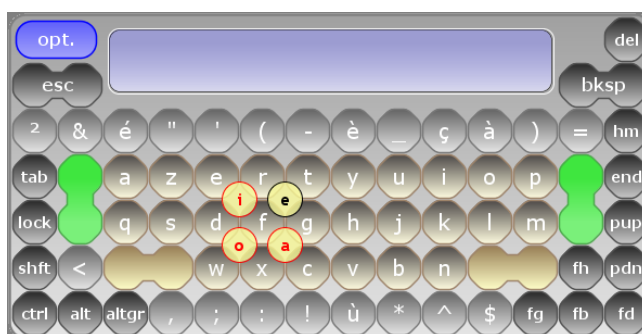 opt. del
esc bksp
² & é " ' ( - è _ ç à ) = hm
tab a z e r t y u i o p end
i e
lock q s d f g h j k l m pup
o a
shft < w x c v b n fh pdn
ctrl alt altgr , ; : ! ù * ^ $ fg fb fd